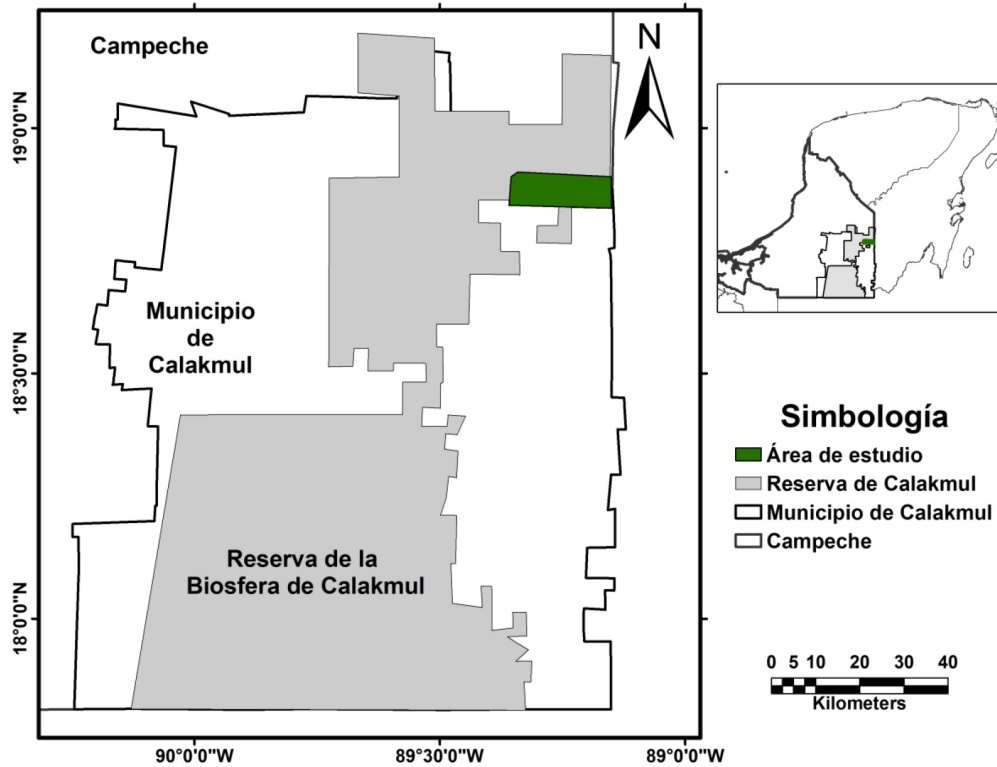 Campeche
N
19°0'0"N
18°30'0"N
18°0'0"N
Municipio
de
Calakmul
Reserva de la
Biosfera de Calakmul
90°0'0"W
89°30'0"W
89°0'0"W
Simbología
Área de estudio
Reserva de Calakmul
Municipio de Calakmul
Campeche
0 5 10 20 30 40
Kilometers